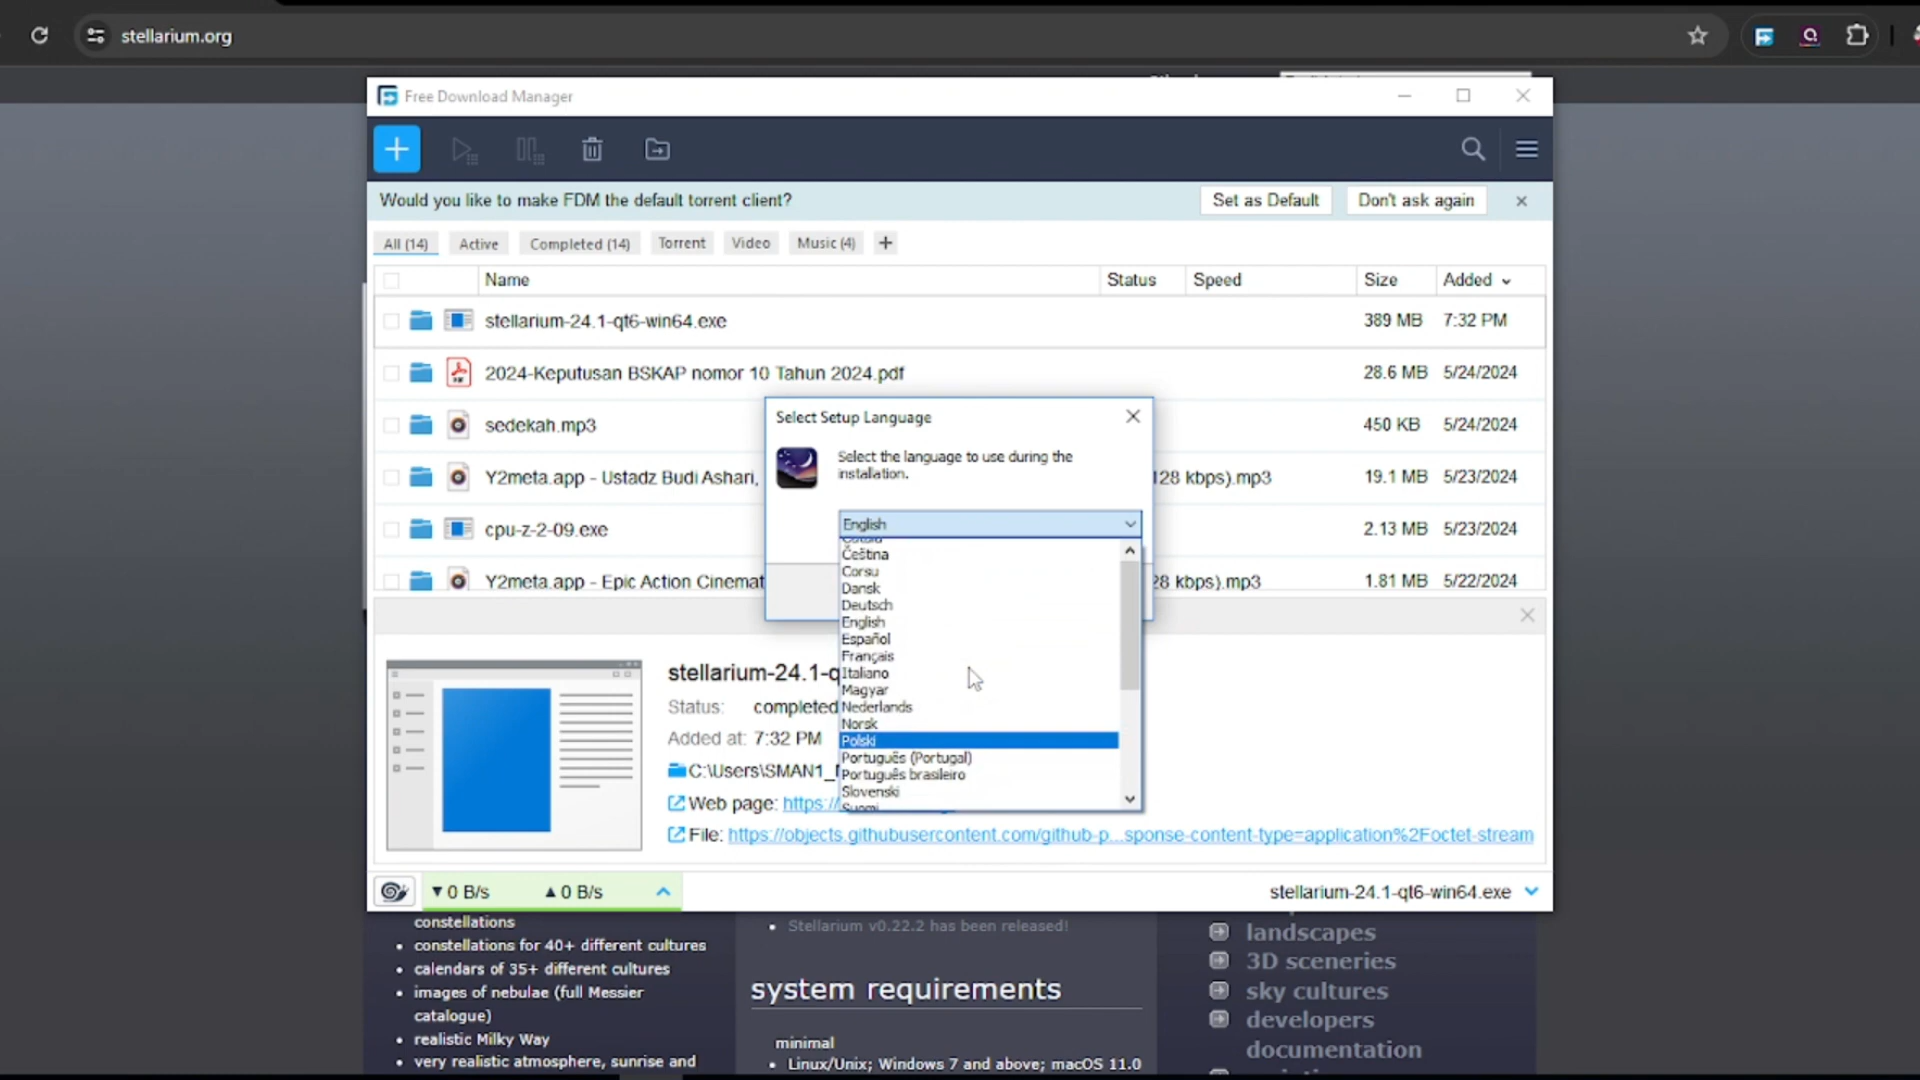 stellarium.org
Free Download Manager
Would you like to make FDM the default torrent client?
Set as Default
Don't ask again
All (14)
Active
Completed (14)
Torrent
Video
Music (4)
Name
Status
Speed
Size
Added
stellarium-24.1-qt6-win64.exe
389 MB
7:32 PM
2024-Keputusan BSKAP nomor 10 Tahun 2024.pdf
28.6 MB
5/24/2024
sedekah.mp3
450 KB
5/24/2024
Y2meta.app - Ustadz Budi Ashari,
128 kbps).mp3
19.1 MB
5/23/2024
cpu-z-2-09.exe
2.13 MB
5/23/2024
Y2meta.app - Epic Action Cinemat
28 kbps).mp3
1.81 MB
5/22/2024
Select Setup Language
Select the language to use during the
installation.
English
Català
Čeština
Corsu
Dansk
Deutsch
English
Español
Français
Italiano
Magyar
Nederlands
Norsk
Polski
Português (Portugal)
Português brasileiro
Slovenski
Suomi
stellarium-24.1-q
Status: completed
Added at: 7:32 PM
C:\Users\SMAN1_
Web page: https://
File: https://objects.githubusercontent.com/github-p...sponse-content-type=application%2Foctet-stream
▼0 B/s
▲0 B/s
stellarium-24.1-qt6-win64.exe
constellations
• constellations for 40+ different cultures
• calendars of 35+ different cultures
• images of nebulae (full Messier
catalogue)
• realistic Milky Way
• very realistic atmosphere, sunrise and
• Stellarium v0.22.2 has been released!
system requirements
minimal
• Linux/Unix; Windows 7 and above; macOS 11.0
landscapes
3D sceneries
sky cultures
developers
documentation